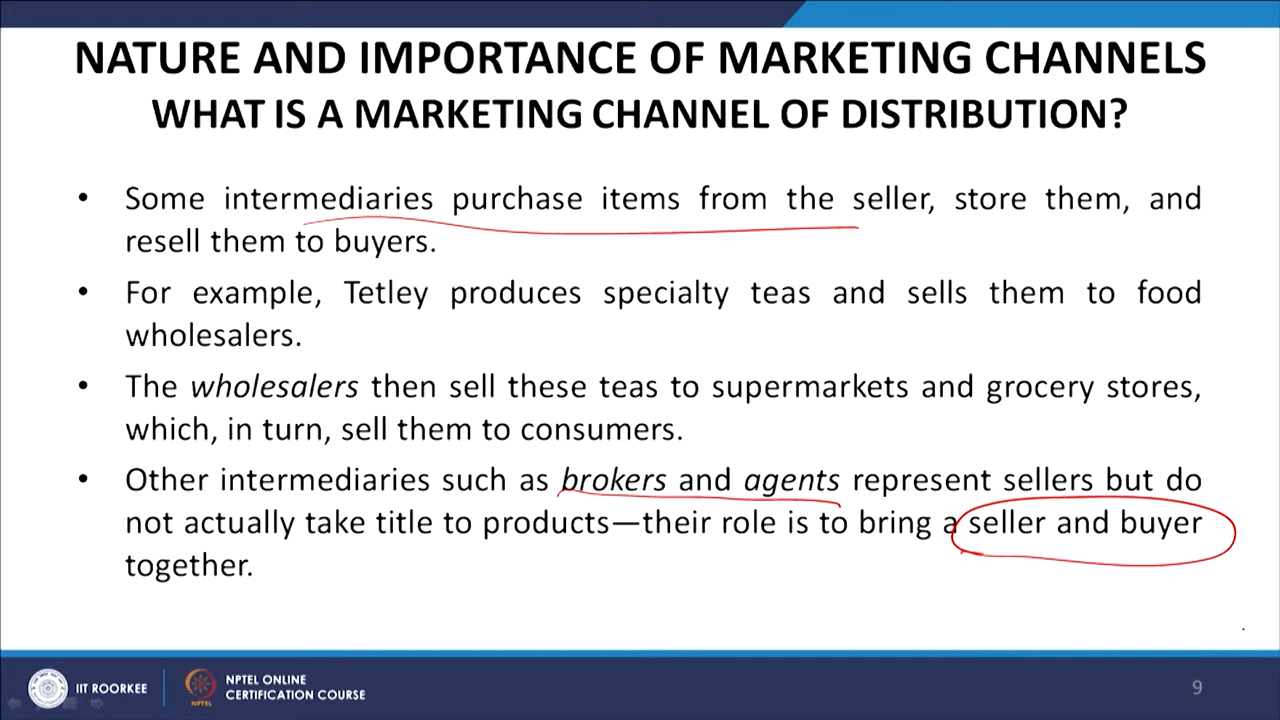 NATURE AND IMPORTANCE OF MARKETING CHANNELS
WHAT IS A MARKETING CHANNEL OF DISTRIBUTION?
• Some intermediaries purchase items from the seller, store them, and
resell them to buyers.
• For example, Tetley produces specialty teas and sells them to food
wholesalers.
• The wholesalers then sell these teas to supermarkets and grocery stores,
which, in turn, sell them to consumers.
• Other intermediaries such as brokers and agents represent sellers but do
not actually take title to products—their role is to bring a seller and buyer
together.
IIT ROORKEE
NPTEL
NPTEL ONLINE
CERTIFICATION COURSE
9